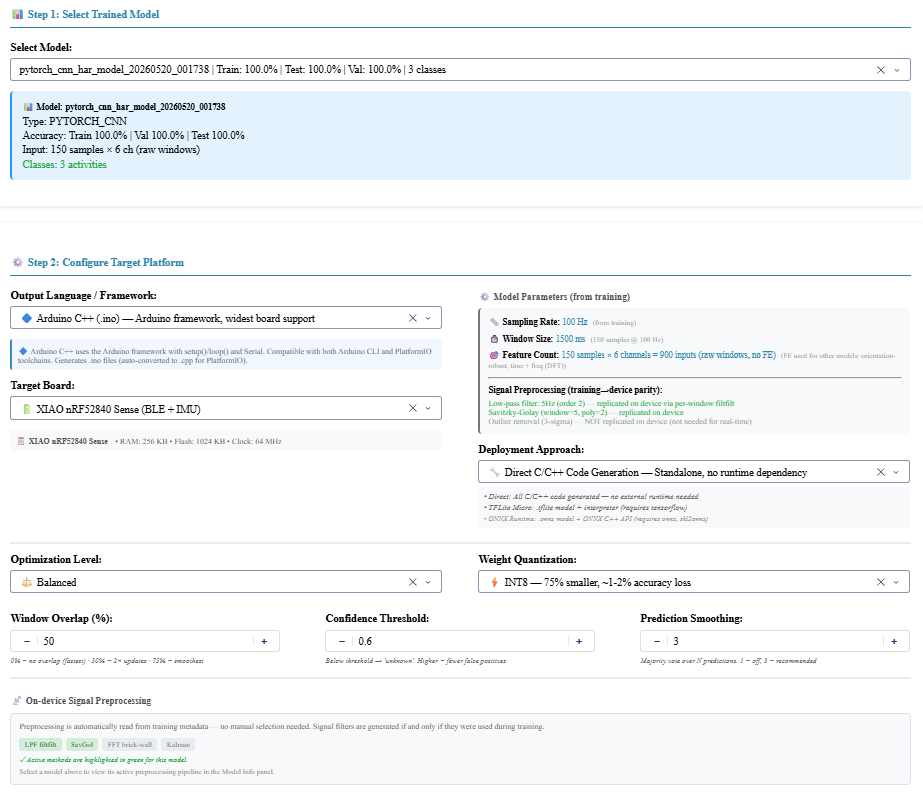 Step 1: Select Trained Model
Select Model:
pytorch_cnn_har_model_20260520_001738 | Train: 100.0% | Test: 100.0% | Val: 100.0% | 3 classes
Model: pytorch_cnn_har_model_20260520_001738
Type: PYTORCH_CNN
Accuracy: Train 100.0% | Val 100.0% | Test 100.0%
Input: 150 samples × 6 ch (raw windows)
Classes: 3 activities
Step 2: Configure Target Platform
Output Language / Framework:
Arduino C++ (.ino) — Arduino framework, widest board support
Arduino C++ uses the Arduino framework with setup()/loop() and Serial. Compatible with both Arduino CLI and PlatformIO
toolchains. Generates .ino files (auto-converted to .cpp for PlatformIO).
Target Board:
XIAO nRF52840 Sense (BLE + IMU)
XIAO nRF52840 Sense • RAM: 256 KB • Flash: 1024 KB • Clock: 64 MHz
Model Parameters (from training)
Sampling Rate: 100 Hz (from training)
Window Size: 1500 ms (150 samples @ 100 Hz)
Feature Count: 150 samples × 6 channels = 900 inputs (raw windows, no FE) (FE used for other models: orientation-
robust, time + freq (DFT))
Signal Preprocessing (training→device parity):
Low-pass filter: 5Hz (order 2) — replicated on device via per-window filtfilt
Savitzky-Golay (window=5, poly=2) — replicated on device
Outlier removal (3-sigma) — NOT replicated on device (not needed for real-time)
Deployment Approach:
Direct C/C++ Code Generation — Standalone, no runtime dependency
• Direct: All C/C++ code generated — no external runtime needed
• TFLite Micro: .tflite model + interpreter (requires tensorflow)
• ONNX Runtime: .onnx model + ONNX C++ API (requires onnx, skl2onnx)
Optimization Level:
Balanced
Weight Quantization:
INT8 — 75% smaller, ~1-2% accuracy loss
Window Overlap (%):
− 50 +
0% = no overlap (fastest) · 50% = 2× updates · 75% = smoothest
Confidence Threshold:
− 0.6 +
Below threshold → 'unknown'. Higher = fewer false positives
Prediction Smoothing:
− 3 +
Majority vote over N predictions. 1 = off, 3 = recommended
On-device Signal Preprocessing
Preprocessing is automatically read from training metadata — no manual selection needed. Signal filters are generated if and only if they were used during training.
LPF filtfilt SavGol FFT brick-wall Kalman
✓ Active methods are highlighted in green for this model.
Select a model above to view its active preprocessing pipeline in the Model Info panel.